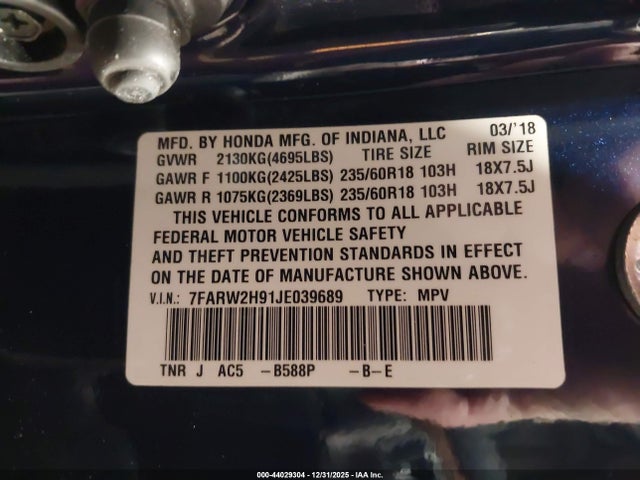 MFD. BY HONDA MFG. OF INDIANA, LLC 03/'18
GVWR 2130KG(4695LBS) TIRE SIZE RIM SIZE
GAWR F 1100KG(2425LBS) 235/60R18 103H 18X7.5J
GAWR R 1075KG(2369LBS) 235/60R18 103H 18X7.5J
THIS VEHICLE CONFORMS TO ALL APPLICABLE
FEDERAL MOTOR VEHICLE SAFETY
AND THEFT PREVENTION STANDARDS IN EFFECT
ON THE DATE OF MANUFACTURE SHOWN ABOVE.
V.I.N.: 7FARW2H91JE039689 TYPE: MPV
TNR J AC5 -B588P -B-E
000-44029304 - 12/31/2025 - IAA Inc.